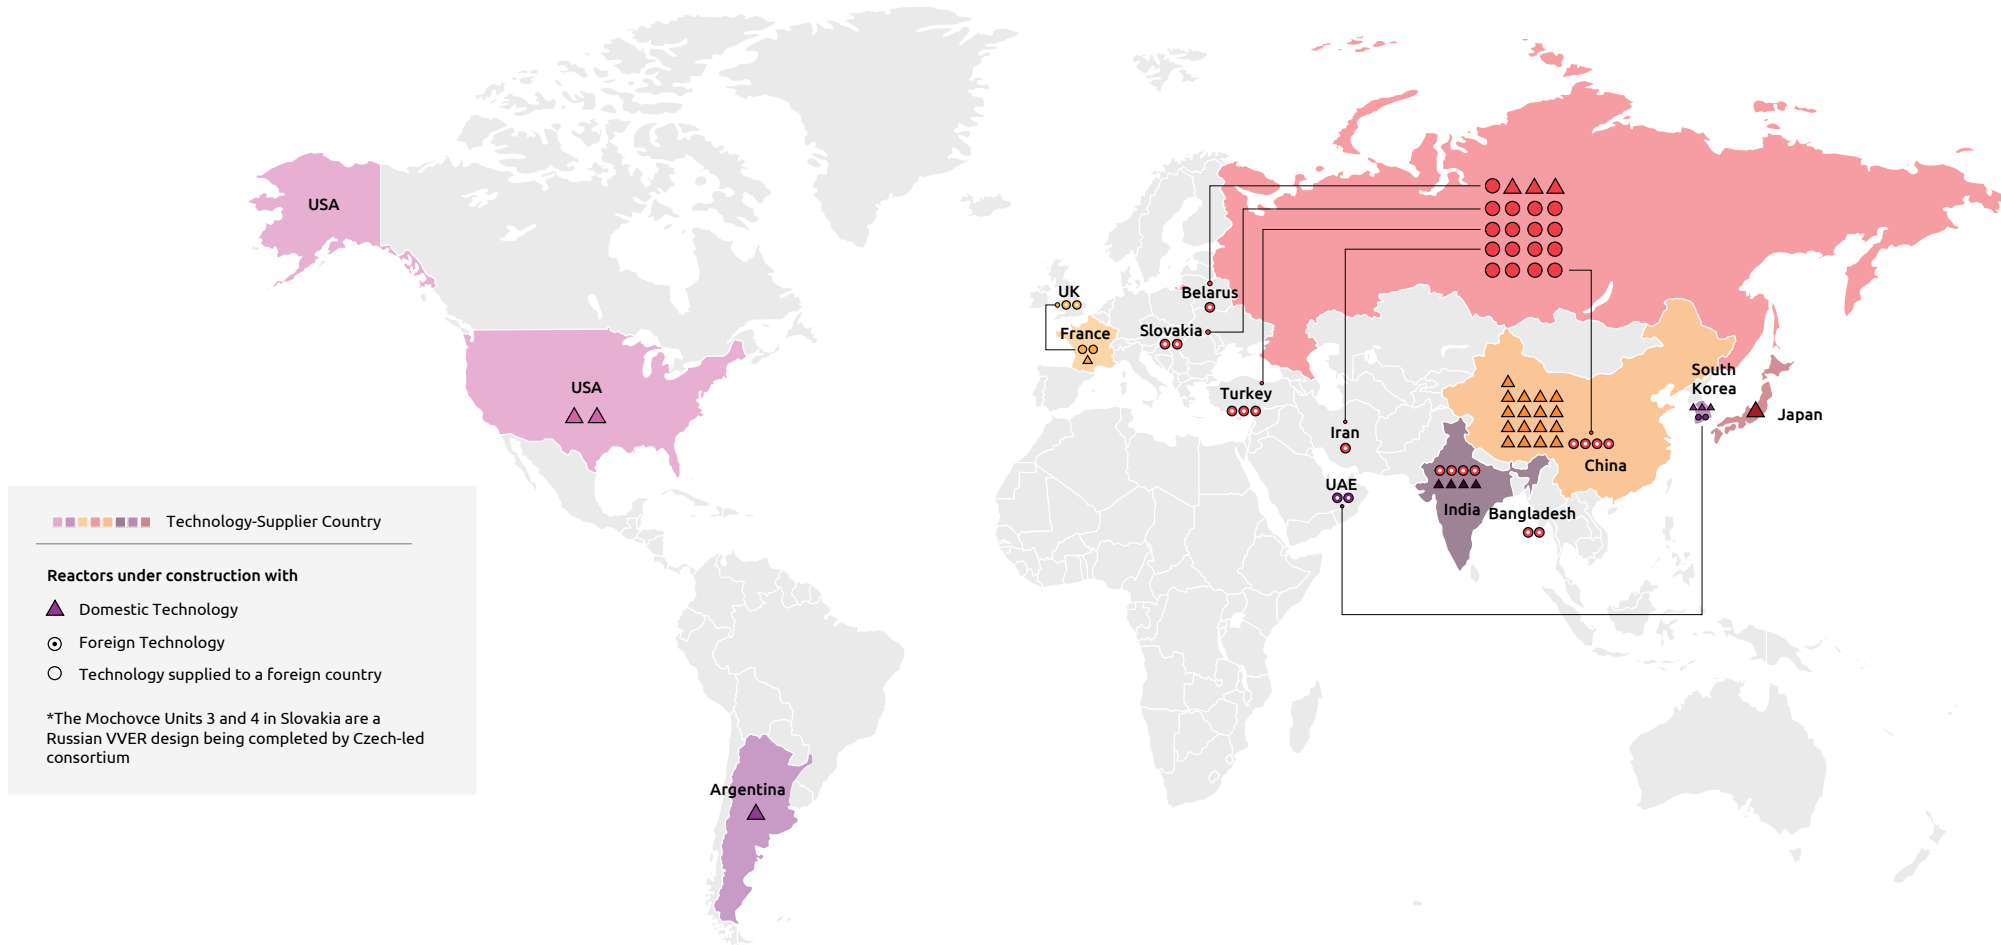 USA
USA
UK
France
Belarus
Slovakia
Turkey
Iran
UAE
India
Bangladesh
China
South
Korea
Japan
Argentina
Technology-Supplier Country
Reactors under construction with
Domestic Technology
Foreign Technology
Technology supplied to a foreign country
*The Mochovce Units 3 and 4 in Slovakia are a
Russian VVER design being completed by Czech-led
consortium